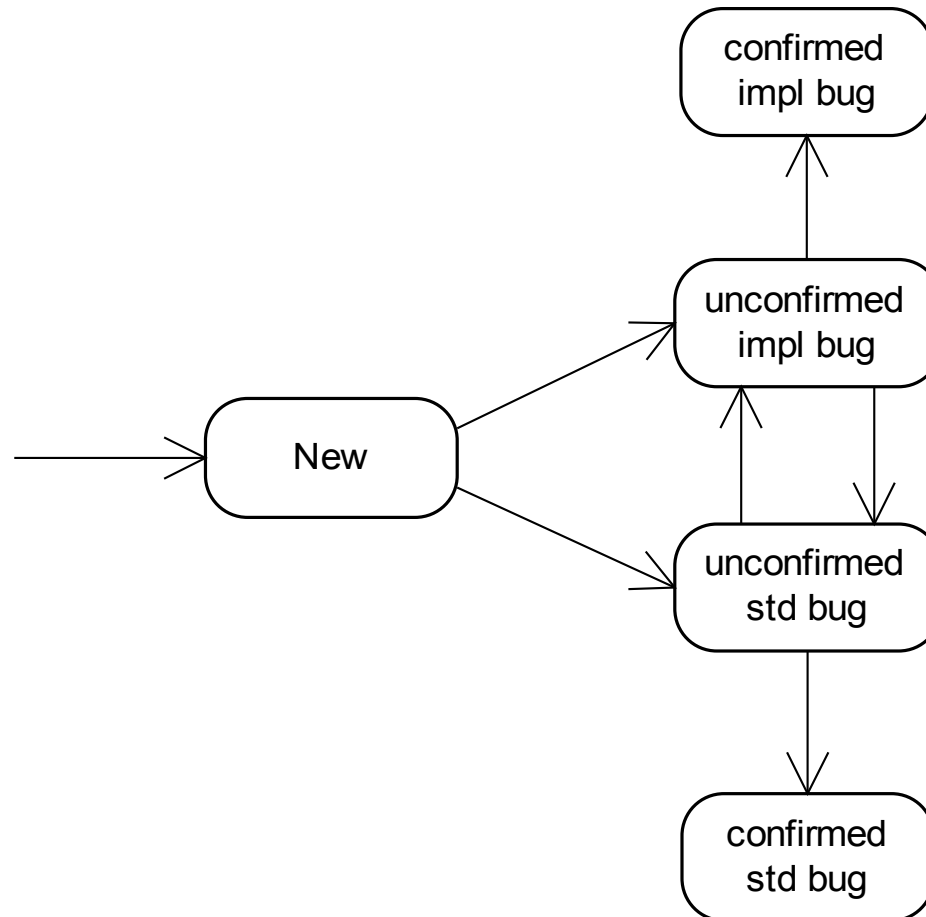 confirmed
impl bug
unconfirmed
impl bug
New
unconfirmed
std bug
confirmed
std bug